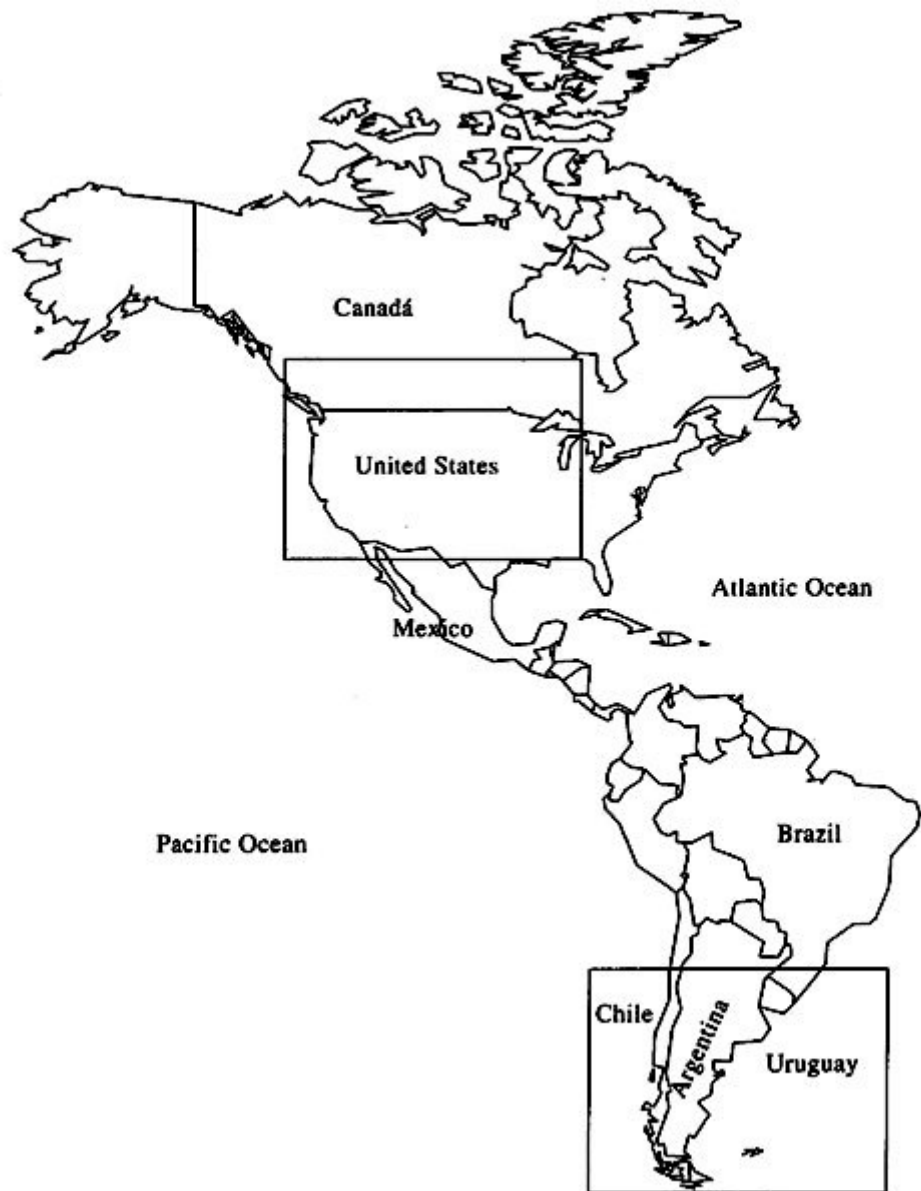 Canadá
United States
Atlantic Ocean
Mexico
Pacific Ocean
Brazil
Chile
Argentina
Uruguay